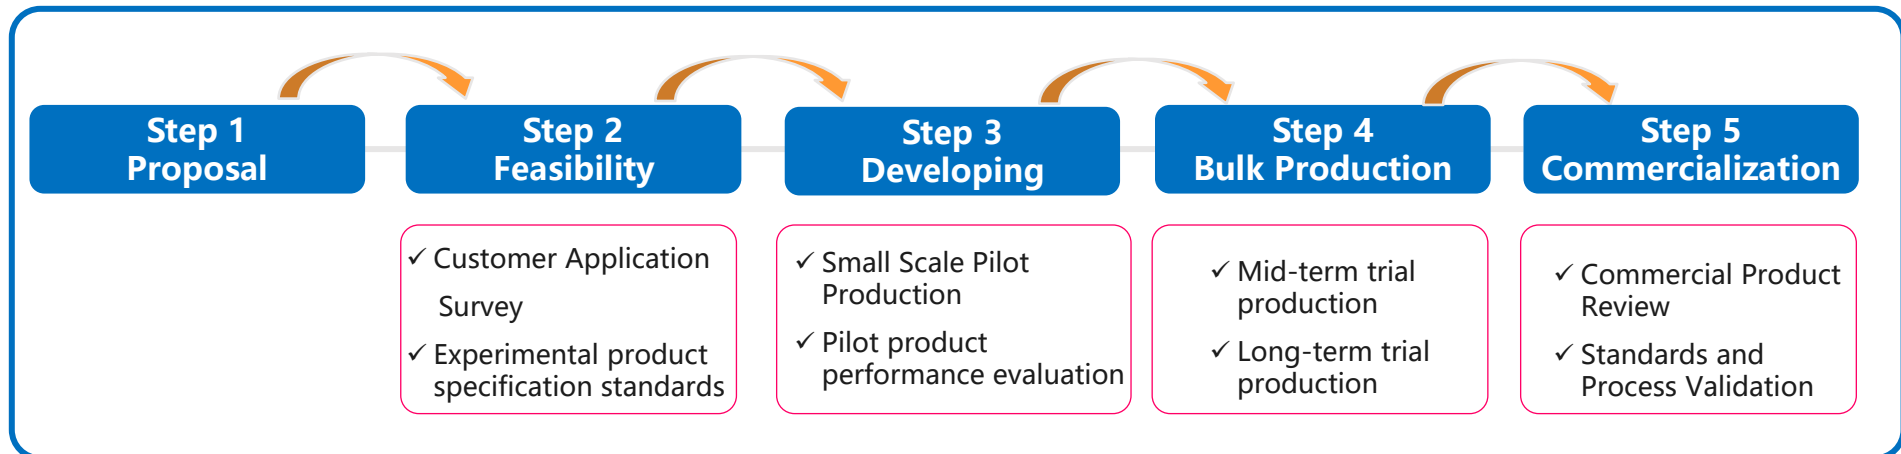 Step 1
Proposal
Step 2
Feasibility
Step 3
Developing
Step 4
Bulk Production
Step 5
Commercialization
✓ Customer Application
Survey
✓ Experimental product
specification standards
✓ Small Scale Pilot
Production
✓ Pilot product
performance evaluation
✓ Mid-term trial
production
✓ Long-term trial
production
✓ Commercial Product
Review
✓ Standards and
Process Validation